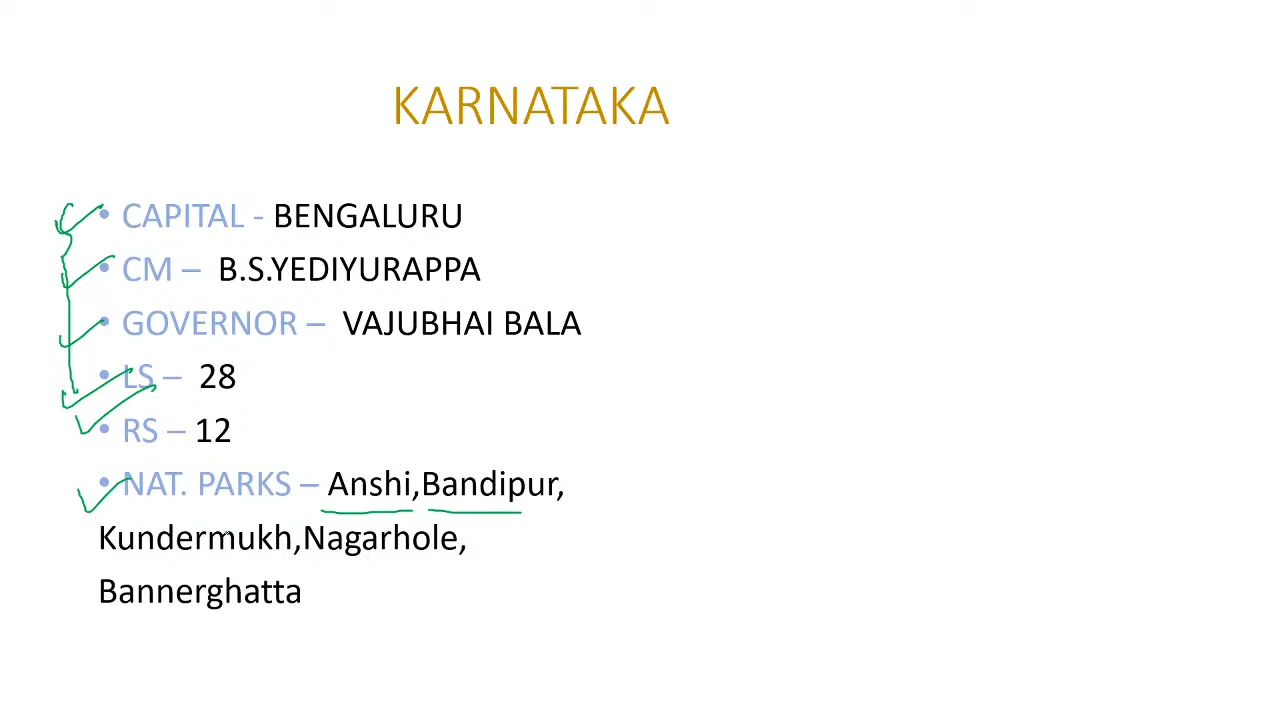 KARNATAKA
• CAPITAL - BENGALURU
• CM – B.S.YEDIYURAPPA
• GOVERNOR – VAJUBHAI BALA
• LS – 28
• RS – 12
• NAT. PARKS – Anshi,Bandipur,
Kundermukh,Nagarhole,
Bannerghatta